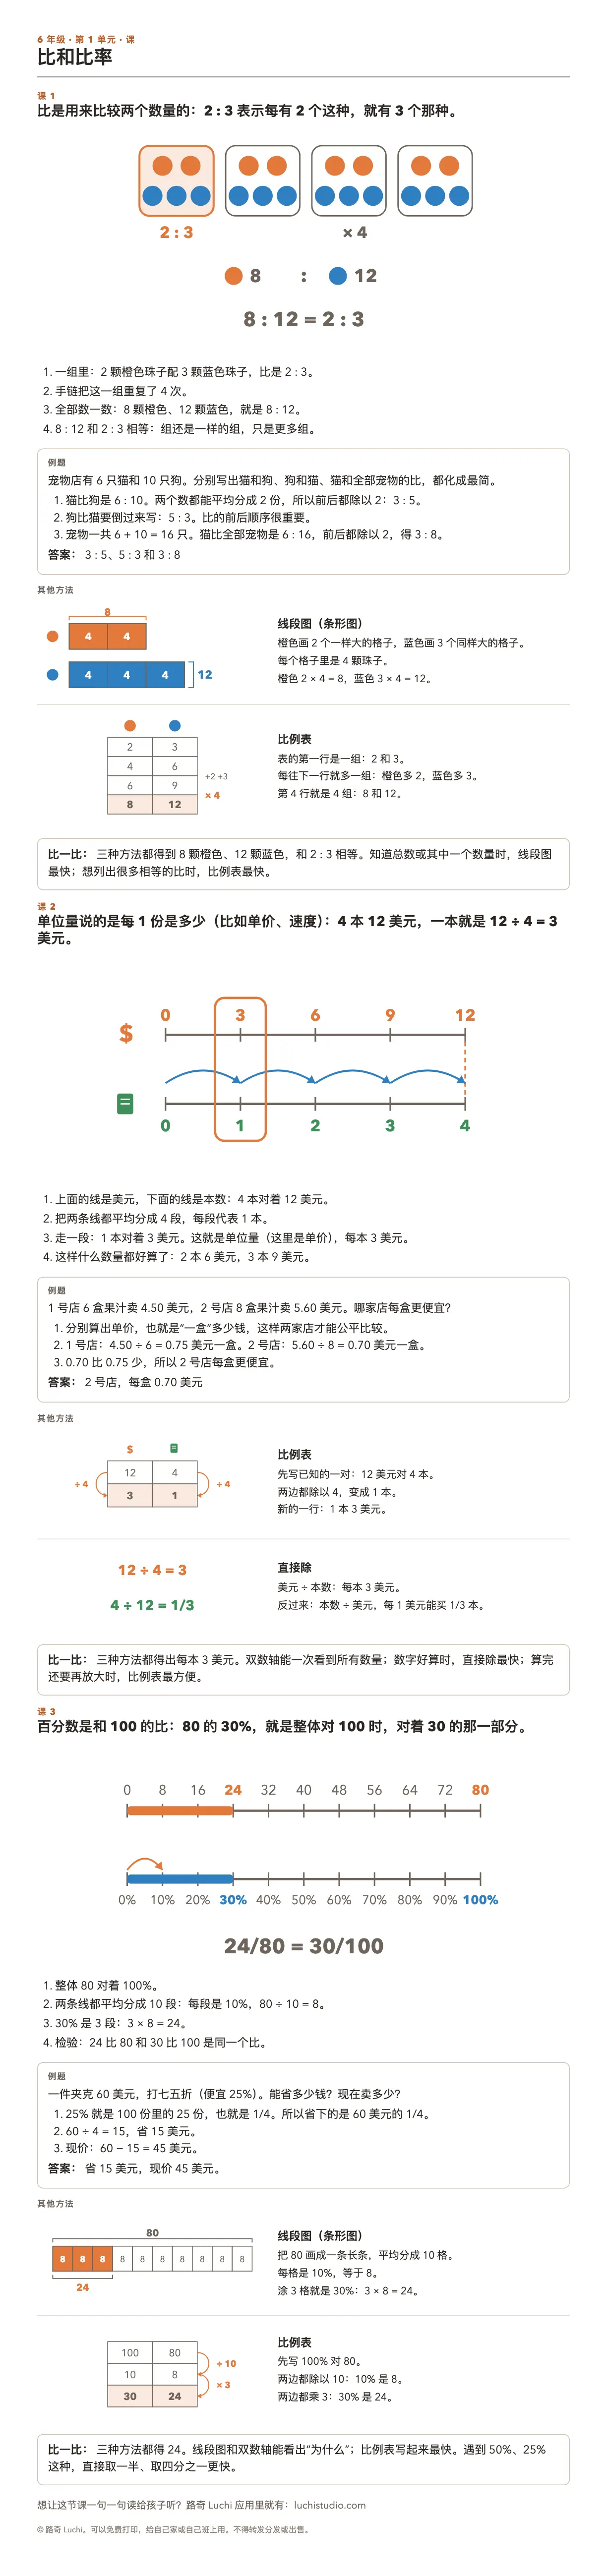 6 年级 · 第 1 单元 · 课
比和比率
课 1
比是用来比较两个数量的：2 : 3 表示每有 2 个这种，就有 3 个那种。
2 : 3
× 4
8 : 12
8 : 12 = 2 : 3
1. 一组里：2 颗橙色珠子配 3 颗蓝色珠子，比是 2 : 3。
2. 手链把这一组重复了 4 次。
3. 全部数一数：8 颗橙色、12 颗蓝色，就是 8 : 12。
4. 8 : 12 和 2 : 3 相等：组还是一样的组，只是更多组。
例题
宠物店有 6 只猫和 10 只狗。分别写出猫和狗、狗和猫、猫和全部宠物的比，都化成最简。
1. 猫比狗是 6 : 10。两个数都能平均分成 2 份，所以前后都除以 2：3 : 5。
2. 狗比猫要倒过来写：5 : 3。比的前后顺序很重要。
3. 宠物一共 6 + 10 = 16 只。猫比全部宠物是 6 : 16，前后都除以 2，得 3 : 8。
答案： 3 : 5、5 : 3 和 3 : 8
其他方法
8
4 4
4 4 4 12
线段图（条形图）
橙色画 2 个一样大的格子，蓝色画 3 个同样大的格子。
每个格子里是 4 颗珠子。
橙色 2 × 4 = 8，蓝色 3 × 4 = 12。
2 3
4 6
6 9
8 12
+2 +3
× 4
比例表
表的第一行是一组：2 和 3。
每往下一行就多一组：橙色多 2，蓝色多 3。
第 4 行就是 4 组：8 和 12。
比一比： 三种方法都得到 8 颗橙色、12 颗蓝色，和 2 : 3 相等。知道总数或其中一个数量时，线段图
最快；想列出很多相等的比时，比例表最快。
课 2
单位量说的是每 1 份是多少（比如单价、速度）：4 本 12 美元，一本就是 12 ÷ 4 = 3
美元。
0 3 6 9 12
$
0 1 2 3 4
1. 上面的线是美元，下面的线是本数：4 本对着 12 美元。
2. 把两条线都平均分成 4 段，每段代表 1 本。
3. 走一段：1 本对着 3 美元。这就是单位量（这里是单价），每本 3 美元。
4. 这样什么数量都好算了：2 本 6 美元，3 本 9 美元。
例题
1 号店 6 盒果汁卖 4.50 美元，2 号店 8 盒果汁卖 5.60 美元。哪家店每盒更便宜？
1. 分别算出单价，也就是“一盒”多少钱，这样两家店才能公平比较。
2. 1 号店：4.50 ÷ 6 = 0.75 美元一盒。2 号店：5.60 ÷ 8 = 0.70 美元一盒。
3. 0.70 比 0.75 少，所以 2 号店每盒更便宜。
答案： 2 号店，每盒 0.70 美元
其他方法
$
12 4
÷ 4 ÷ 4
3 1
比例表
先写已知的一对：12 美元对 4 本。
两边都除以 4，变成 1 本。
新的一行：1 本 3 美元。
12 ÷ 4 = 3
4 ÷ 12 = 1/3
直接除
美元 ÷ 本数：每本 3 美元。
反过来：本数 ÷ 美元，每 1 美元能买 1/3 本。
比一比： 三种方法都得出每本 3 美元。双数轴能一次看到所有数量；数字好算时，直接除最快；算完
还要再放大时，比例表最方便。
课 3
百分数是和 100 的比：80 的 30%，就是整体对 100 时，对着 30 的那一部分。
0 8 16 24 32 40 48 56 64 72 80
0% 10% 20% 30% 40% 50% 60% 70% 80% 90% 100%
24/80 = 30/100
1. 整体 80 对着 100%。
2. 两条线都平均分成 10 段：每段是 10%，80 ÷ 10 = 8。
3. 30% 是 3 段：3 × 8 = 24。
4. 检验：24 比 80 和 30 比 100 是同一个比。
例题
一件夹克 60 美元，打七五折（便宜 25%）。能省多少钱？现在卖多少？
1. 25% 就是 100 份里的 25 份，也就是 1/4。所以省下的是 60 美元的 1/4。
2. 60 ÷ 4 = 15，省 15 美元。
3. 现价：60 − 15 = 45 美元。
答案： 省 15 美元，现价 45 美元。
其他方法
80
8 8 8 8 8 8 8 8 8 8
24
线段图（条形图）
把 80 画成一条长条，平均分成 10 格。
每格是 10%，等于 8。
涂 3 格就是 30%：3 × 8 = 24。
100 80
10 8
30 24
÷ 10
× 3
比例表
先写 100% 对 80。
两边都除以 10：10% 是 8。
两边都乘 3：30% 是 24。
比一比： 三种方法都得 24。线段图和双数轴能看出“为什么”；比例表写起来最快。遇到 50%、25%
这种，直接取一半、取四分之一更快。
想让这节课一句一句读给孩子听？路奇 Luchi 应用里就有：luchistudio.com
© 路奇 Luchi。可以免费打印，给自己家或自己班上用。不得转发分发或出售。